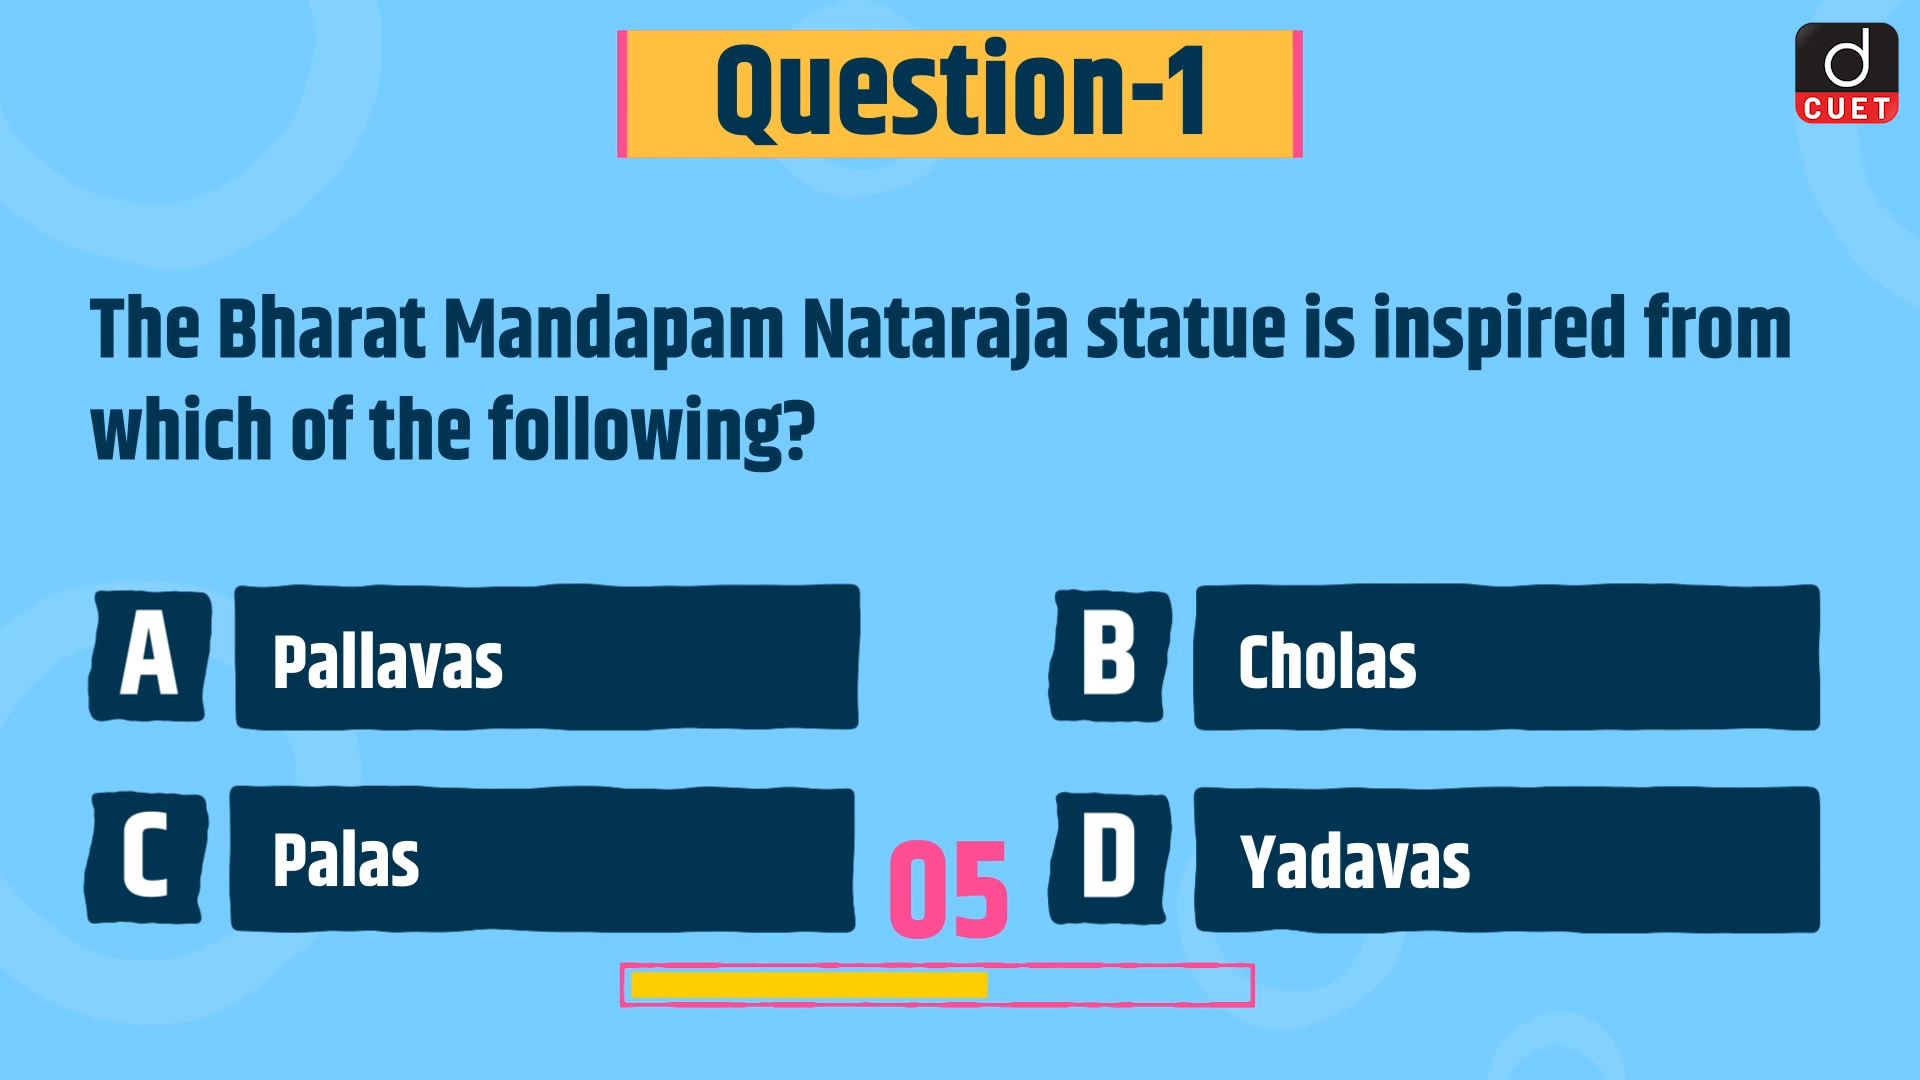 Question-1
d
CUET
The Bharat Mandapam Nataraja statue is inspired from
which of the following?
A Pallavas
B Cholas
C Palas
D Yadavas
05